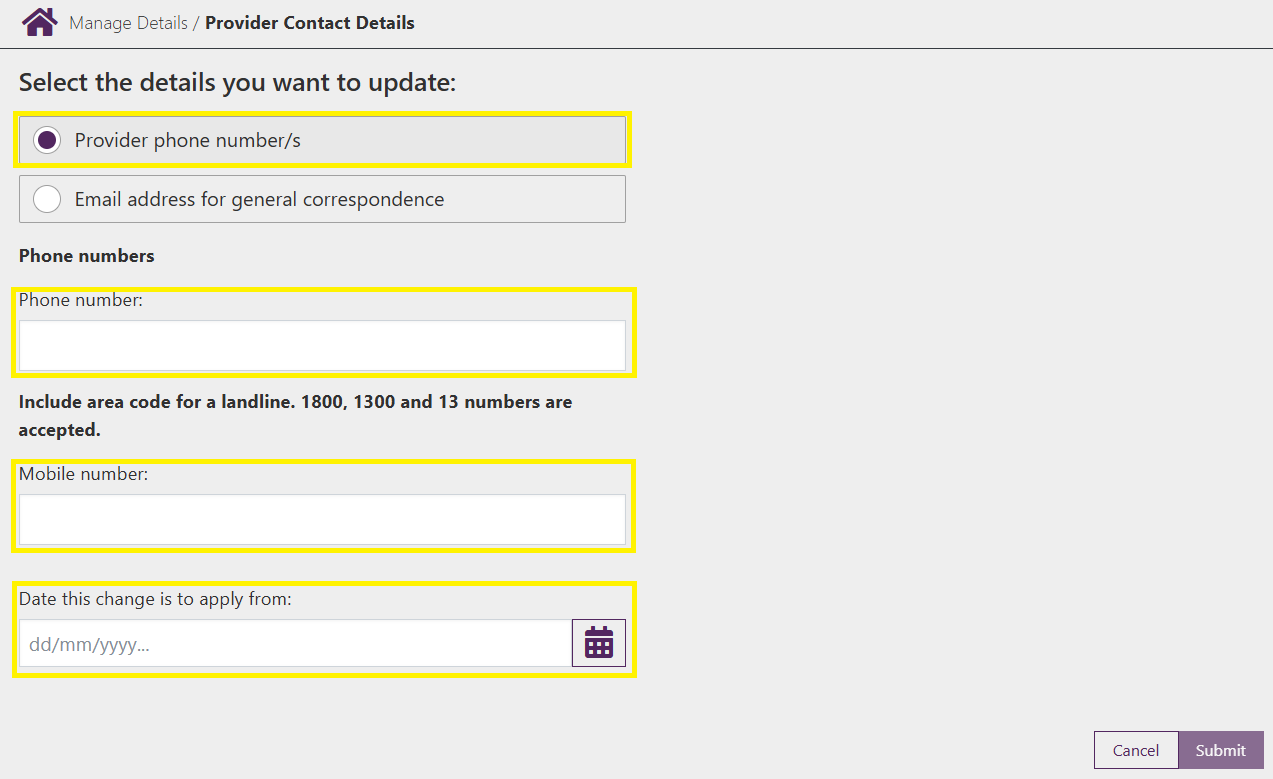 Manage Details / Provider Contact Details
Select the details you want to update:
Provider phone number/s
Email address for general correspondence
Phone numbers
Phone number:
Include area code for a landline. 1800, 1300 and 13 numbers are
accepted.
Mobile number:
Date this change is to apply from:
dd/mm/yyyy...
Cancel Submit